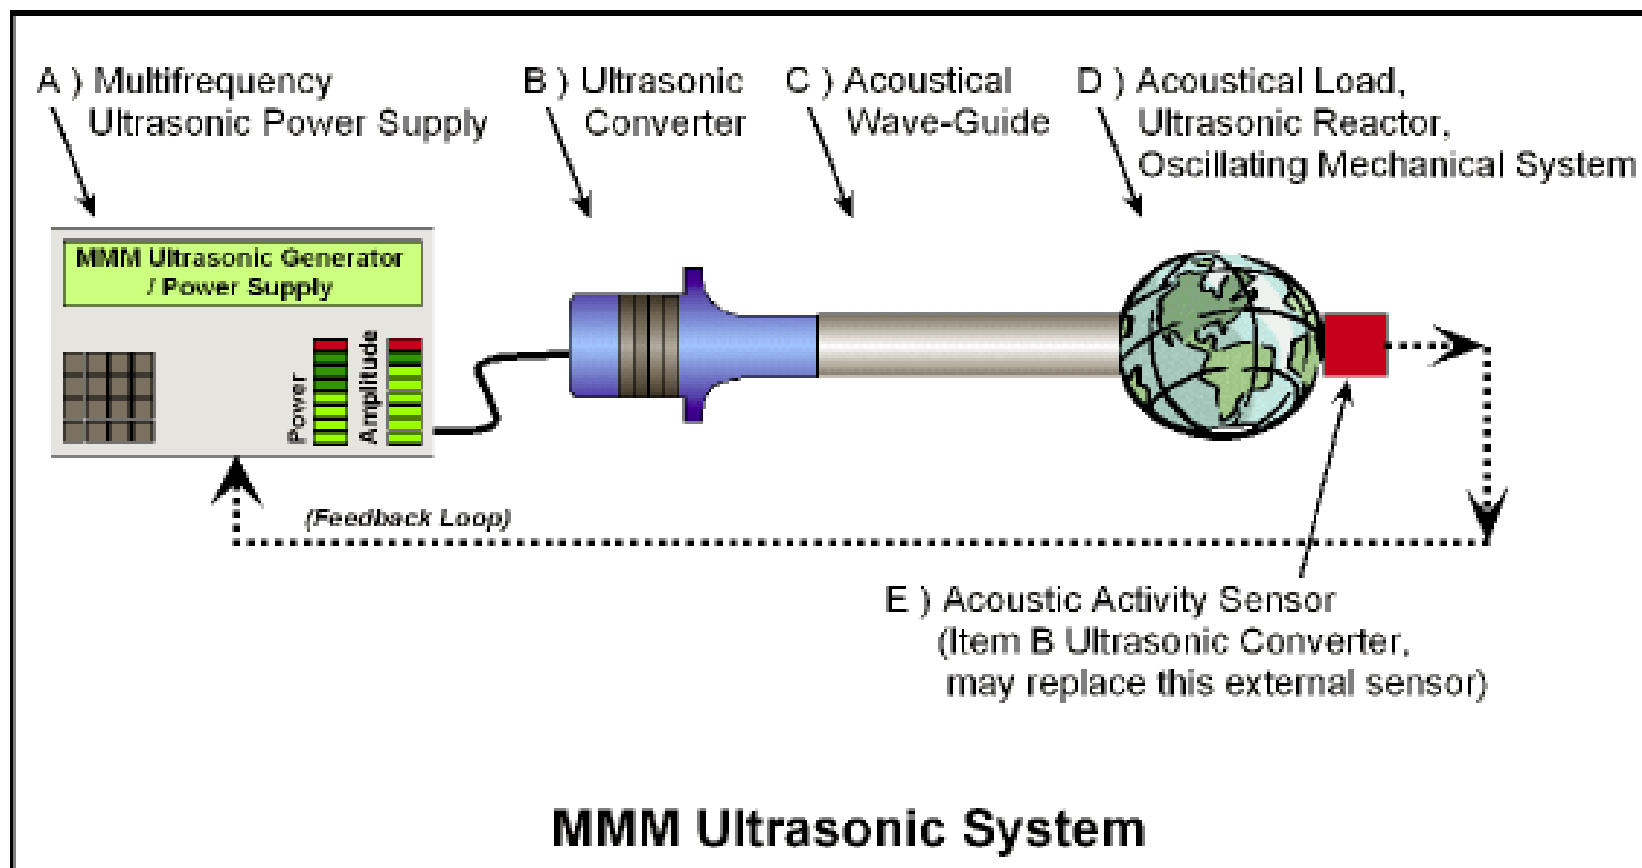 A ) Multifrequency
Ultrasonic Power Supply
B ) Ultrasonic
Converter
C ) Acoustical
Wave-Guide
D ) Acoustical Load,
Ultrasonic Reactor,
Oscillating Mechanical System
MMM Ultrasonic Generator
/ Power Supply
Power
Amplitude
(Feedback Loop)
E ) Acoustic Activity Sensor
(Item B Ultrasonic Converter,
may replace this external sensor)
MMM Ultrasonic System